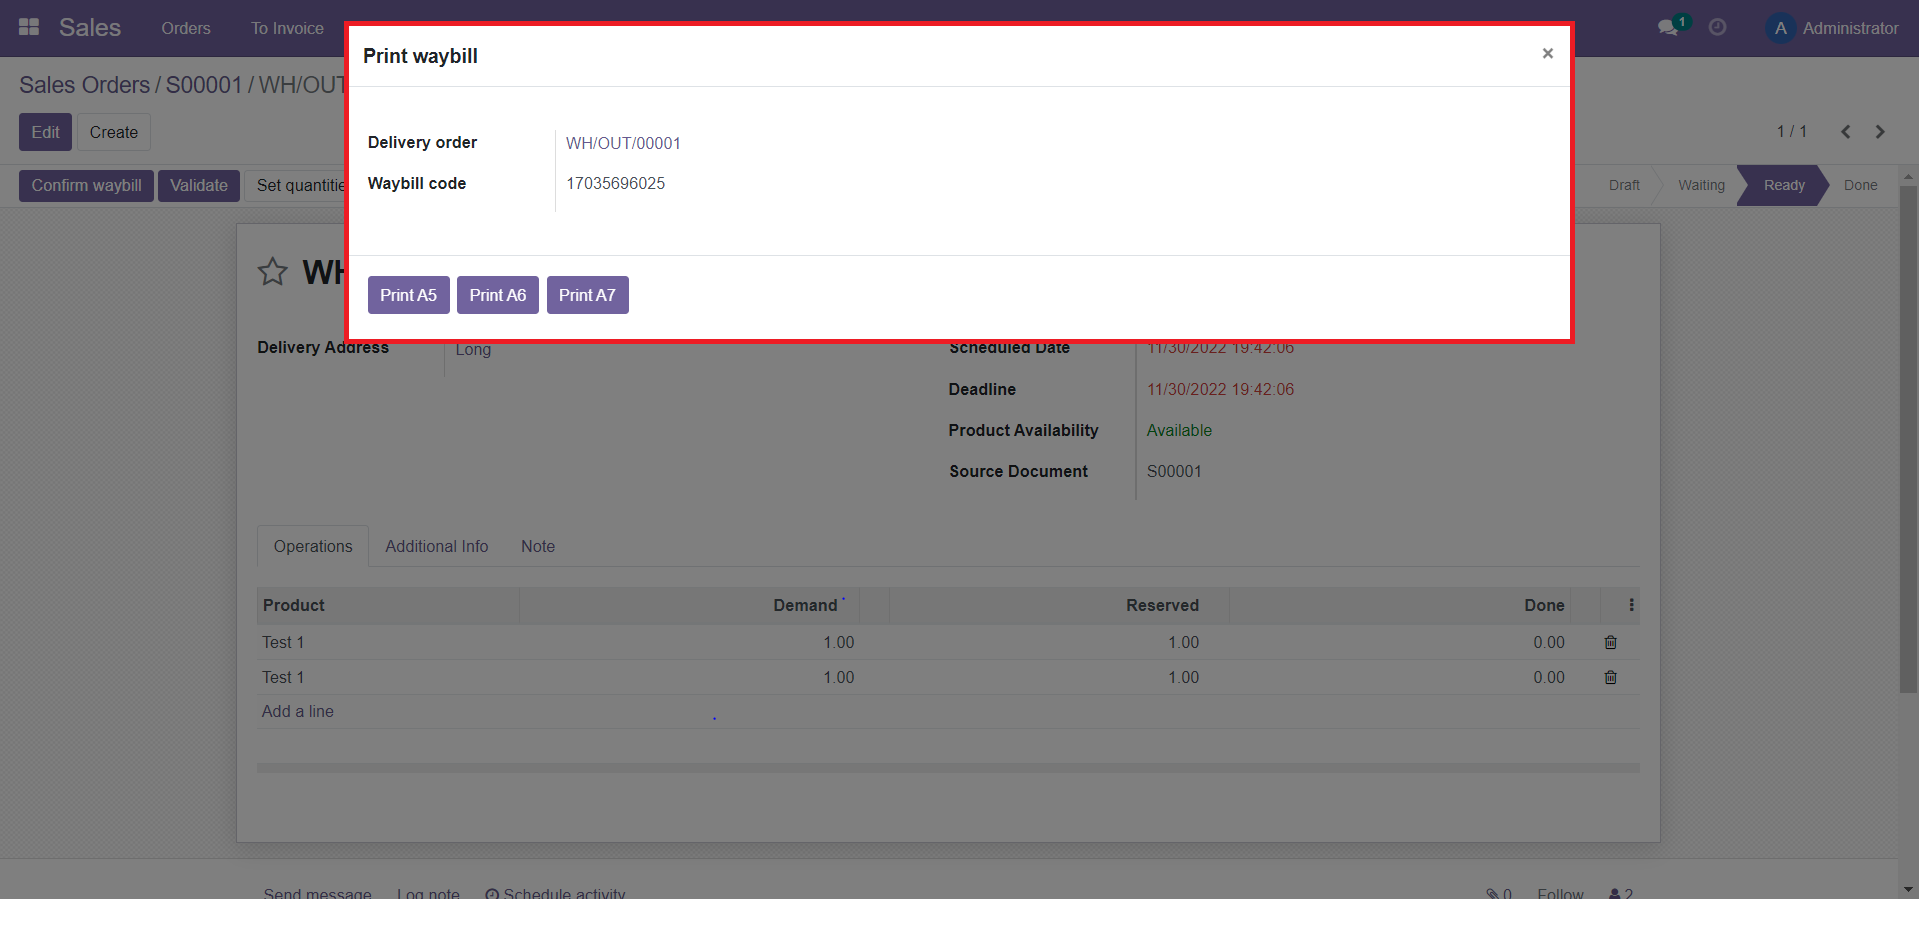 Sales Orders To Invoice
1 A Administrator
Print waybill ×
Sales Orders / S00001 / WH/OUT
Edit Create
1 / 1
Delivery order WH/OUT/00001
Waybill code 17035696025
Confirm waybill Validate Set quantitie
Draft Waiting Ready Done
WH
Print A5 Print A6 Print A7
Delivery Address Long
Scheduled Date 11/30/2022 19:42:06
Deadline 11/30/2022 19:42:06
Product Availability Available
Source Document S00001
Operations Additional Info Note
Product Demand Reserved Done
Test 1 1.00 1.00 0.00
Test 1 1.00 1.00 0.00
Add a line
Send message Log note Schedule activity 0 Follow 2